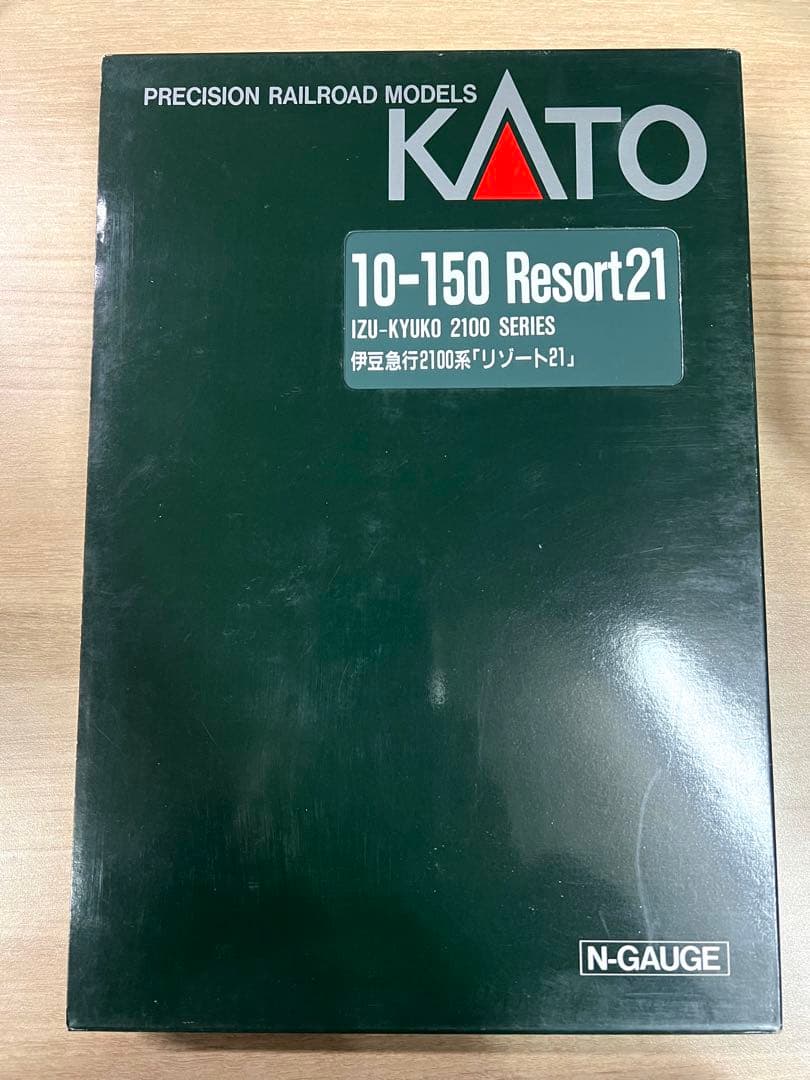 PRECISION RAILROAD MODELS
KATO
10-150 Resort21
IZU-KYUKO 2100 SERIES
伊豆急行2100系「リゾート21」
N-GAUGE